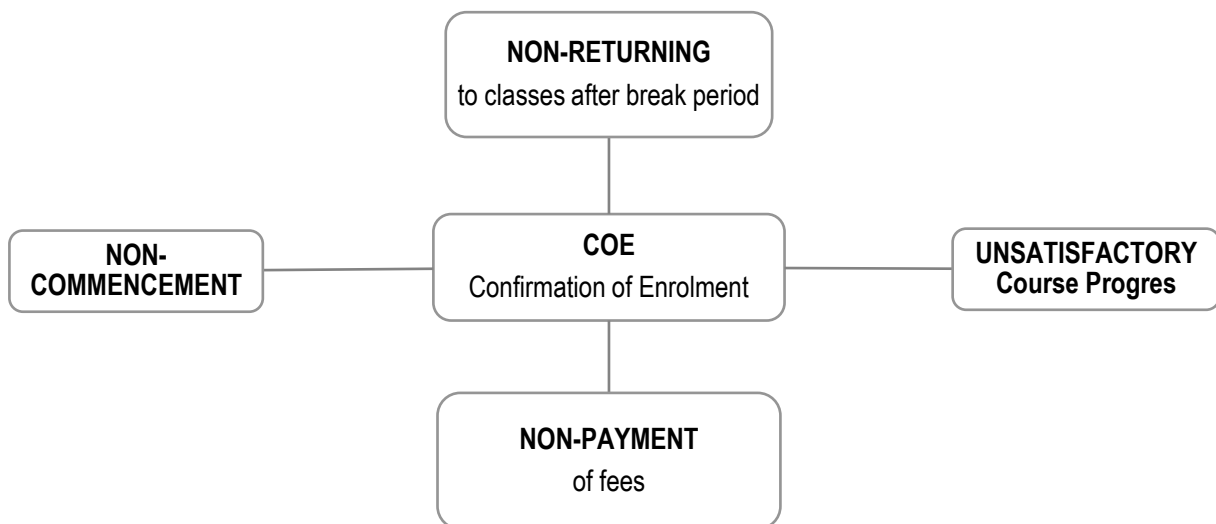 NON-RETURNING
to classes after break period
NON-
COMMENCEMENT
COE
Confirmation of Enrolment
UNSATISFACTORY
Course Progres
NON-PAYMENT
of fees